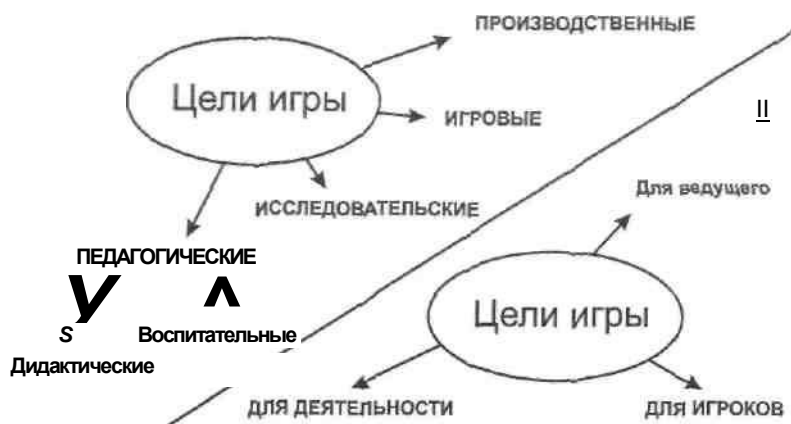 ПРОИЗВОДСТВЕННЫЕ
Цели игры
ИГРОВЫЕ
ИССЛЕДОВАТЕЛЬСКИЕ
ПЕДАГОГИЧЕСКИЕ
У ^
S Воспитательные
Дидактические
II
Для ведущего
Цели игры
ДЛЯ ДЕЯТЕЛЬНОСТИ
ДЛЯ ИГРОКОВ